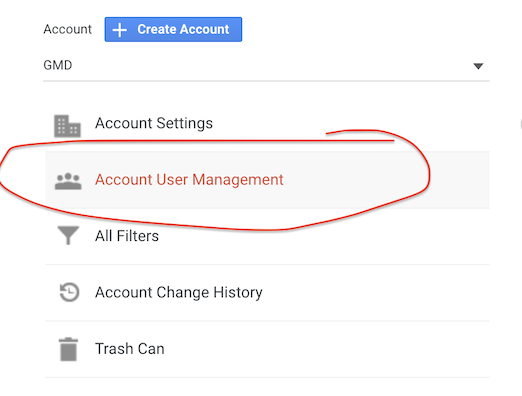 Account + Create Account
GMD
Account Settings
Account User Management
All Filters
Account Change History
Trash Can